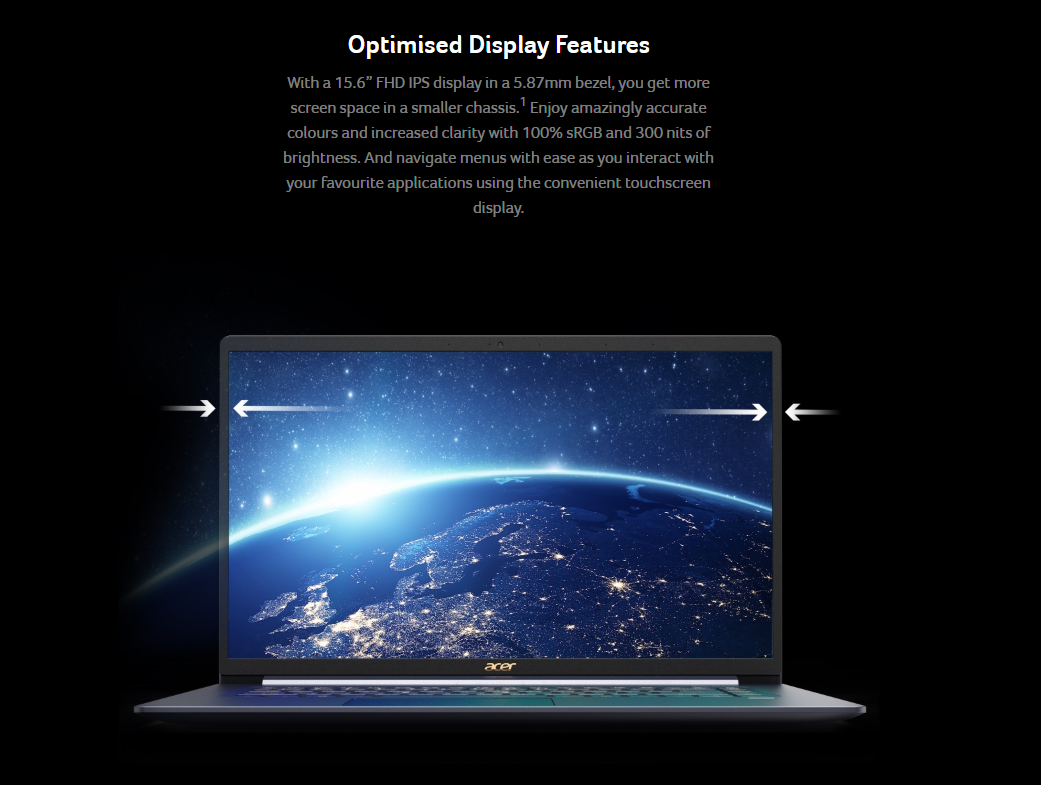 Optimised Display Features
With a 15.6” FHD IPS display in a 5.87mm bezel, you get more
screen space in a smaller chassis.1 Enjoy amazingly accurate
colours and increased clarity with 100% sRGB and 300 nits of
brightness. And navigate menus with ease as you interact with
your favourite applications using the convenient touchscreen
display.
acer